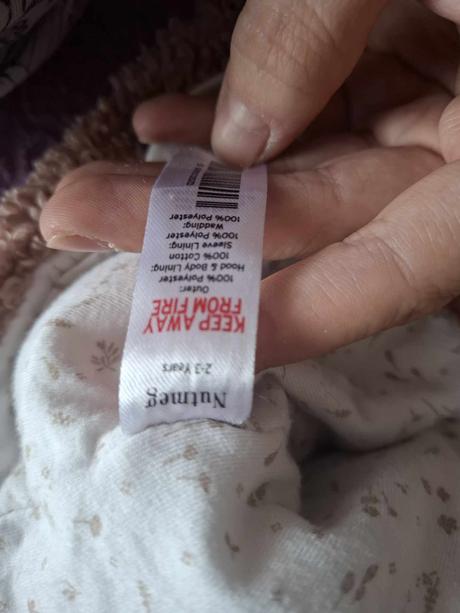 Nutmeg
2-3 Years
KEEP AWAY
FROM FIRE
Outer:
100% Polyester
Hood & Body Lining:
100% Cotton
Sleeve Lining:
100% Polyester
Wadding:
100% Polyester